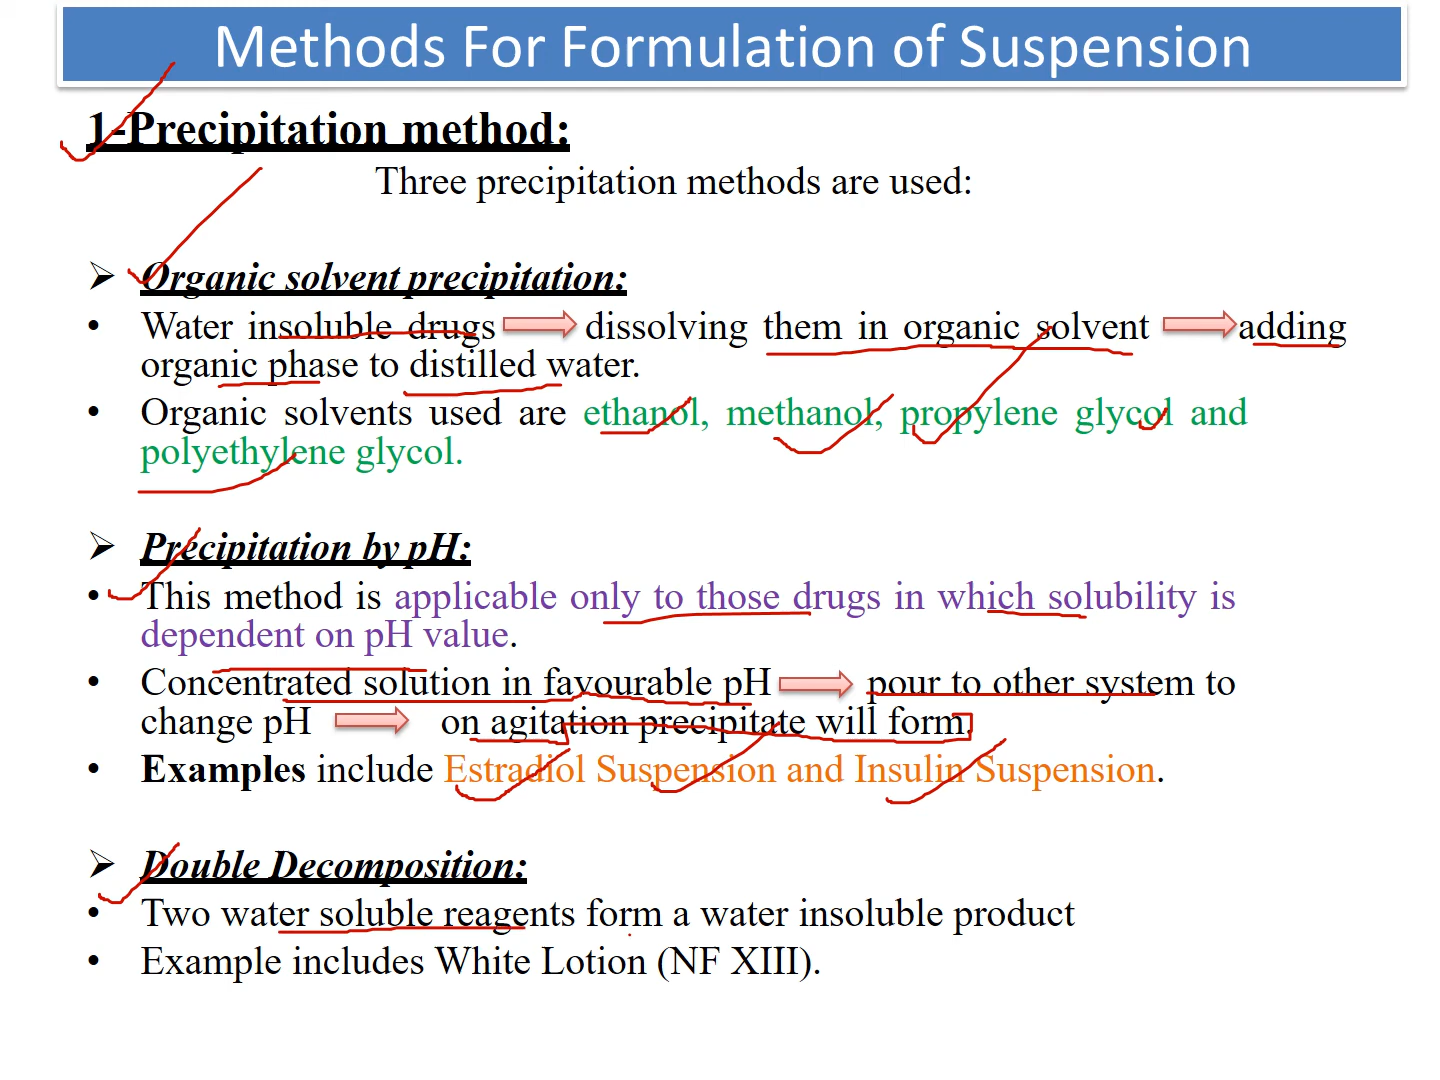 Methods For Formulation of Suspension
1-Precipitation method:
Three precipitation methods are used:
➢ Organic solvent precipitation:
• Water insoluble drugs ⇒ dissolving them in organic solvent ⇒ adding
organic phase to distilled water.
• Organic solvents used are ethanol, methanol, propylene glycol and
polyethylene glycol.
➢ Precipitation by pH:
• This method is applicable only to those drugs in which solubility is
dependent on pH value.
• Concentrated solution in favourable pH ⇒ pour to other system to
change pH ⇒ on agitation precipitate will form.
• Examples include Estradiol Suspension and Insulin Suspension.
➢ Double Decomposition:
• Two water soluble reagents form a water insoluble product
• Example includes White Lotion (NF XIII).